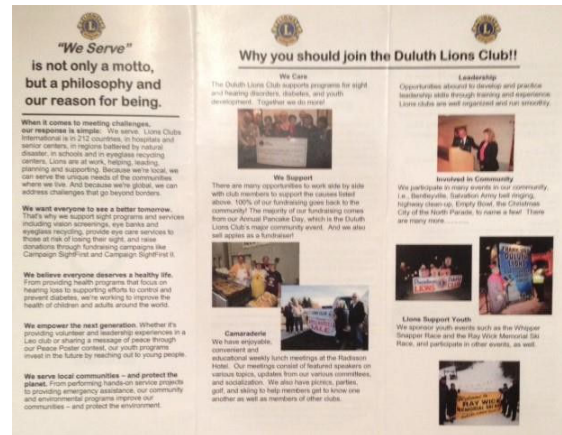 "We Serve"
is not only a motto,
but a philosophy and
our reason for being.
When it comes to meeting challenges,
our response is simple: We serve. Lions Clubs
International is in 212 countries, in hospitals and
senior centers, in regions battered by natural
disaster, in schools and in eyeglass recycling
centers, Lions are at work, helping, leading,
planning and supporting. Because we're local, we
can serve the unique needs of the communities
where we live. And because we're global, we can
address challenges that go beyond borders.
We want everyone to see a better tomorrow.
That's why we support sight programs and services
including vision screenings, eye banks and
eyeglass recycling, provide eye care services to
those at risk of losing their sight, and raise
donations through fundraising campaigns like
Campaign SightFirst and Campaign SightFirst II.
We believe everyone deserves a healthy life.
From providing health programs that focus on
hearing loss to supporting efforts to control and
prevent diabetes, we're working to improve the
health of children and adults around the world.
We empower the next generation. Whether it's
providing volunteer and leadership experiences in a
Leo club or sharing a message of peace through
our Peace Poster contest, our youth programs
invest in the future by reaching out to young people.
We serve local communities – and protect the
planet. From performing hands-on service projects
to providing emergency assistance, our community
and environmental programs improve our
communities – and protect the environment.
Why you should join the Duluth Lions Club!!
We Care
The Duluth Lions Club supports programs for sight
and hearing disorders, diabetes, and youth
development. Together we do more!
We Support
There are many opportunities to work side by side
with club members to support the causes listed
above. 100% of our fundraising goes back to the
community! The majority of our fundraising comes
from our Annual Pancake Day, which is the Duluth
Lions Club's major community event. And we also
sell apples as a fundraiser!
SALE
Camaraderie
We have enjoyable,
convenient and
educational weekly lunch meetings at the Radisson
Hotel. Our meetings consist of featured speakers on
various topics, updates from our various committees,
and socialization. We also have picnics, parties,
golf, and skiing to help members get to know one
another as well as members of other clubs.
Leadership
Opportunities abound to develop and practice
leadership skills through training and experience.
Lions clubs are well organized and run smoothly.
Involved in Community
We participate in many events in our community,
i.e., Bentleyville, Salvation Army bell ringing,
highway clean-up, Empty Bowl, the Christmas
City of the North Parade, to name a few! There
are many more..........
LIONS
DULUTH
LION
Lions Support Youth
We sponsor youth events such as the Whipper
Snapper Race and the Ray Wick Memorial Ski
Race, and participate in other events, as well.
RAY WICK
MEMORIAL SKI